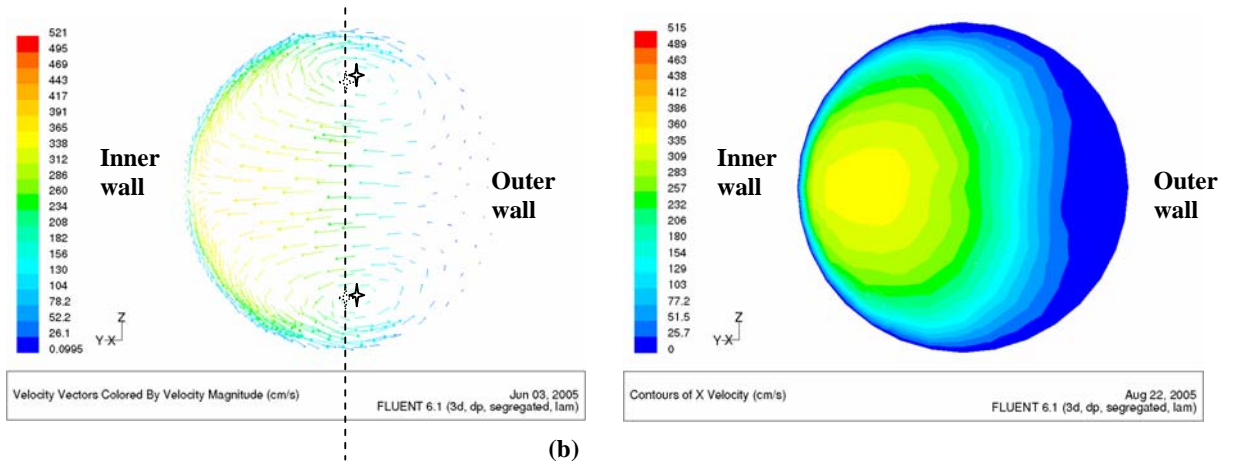 521
495
469
443
417
391
365
338
312
286
260
234
208
182
156
130
104
78.2
52.2
26.1
0.0995
Inner
wall
Outer
wall
Z
Y X
Velocity Vectors Colored By Velocity Magnitude (cm/s)
Jun 03, 2005
FLUENT 6.1 (3d, dp, segregated, lam)
515
489
463
438
412
386
360
335
309
283
257
232
206
180
154
129
103
77.2
51.5
25.7
0
Inner
wall
Outer
wall
Z
Y X
Contours of X Velocity (cm/s)
Aug 22, 2005
FLUENT 6.1 (3d, dp, segregated, lam)
(b)